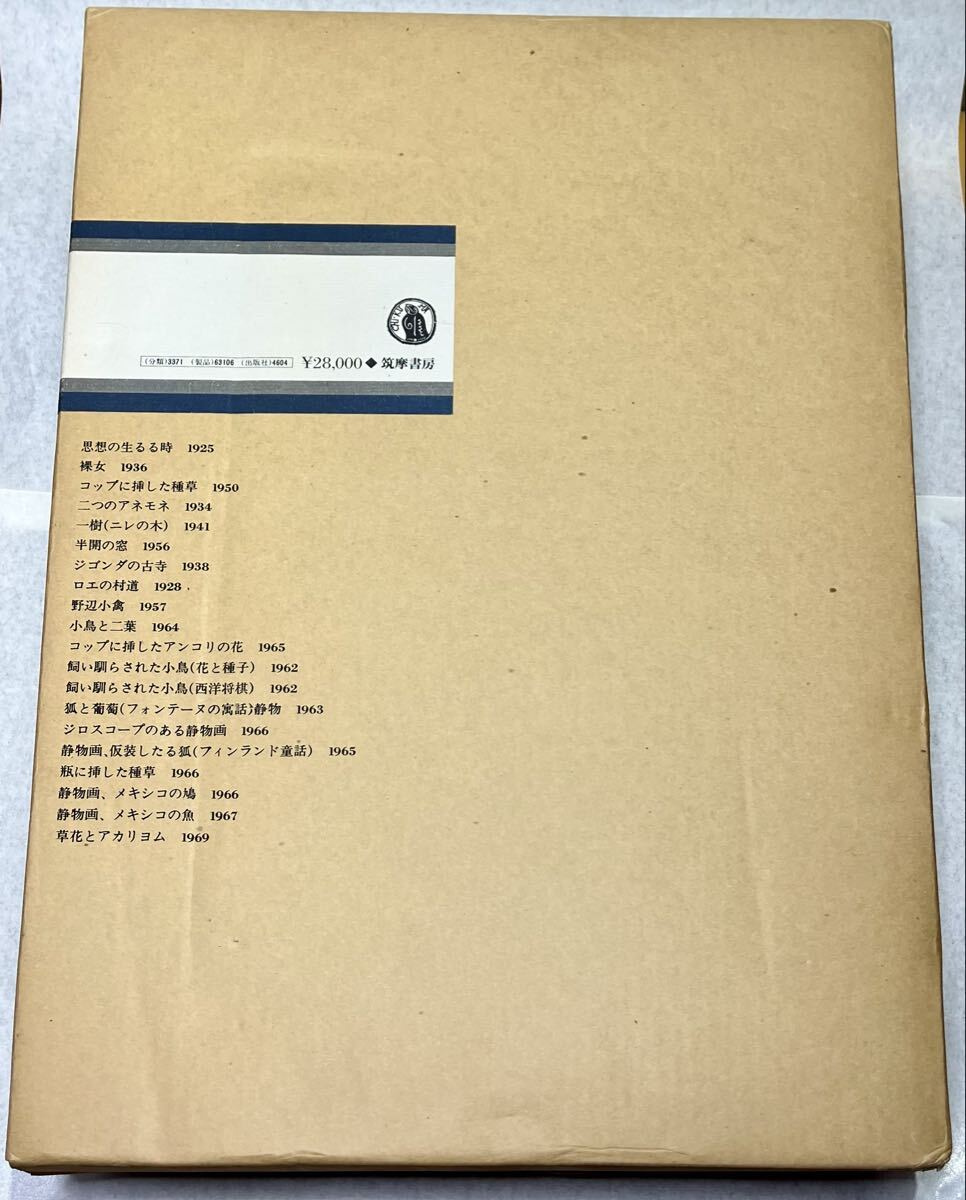 CHIKUMA
(分類)3371 (製品)63106 (出版社)4604 ¥28,000◆筑摩書房
思想の生るる時 1925
裸女 1936
コップに挿した種草 1950
二つのアネモネ 1934
一樹(ニレの木) 1941
半開の窓 1956
ジゴンダの古寺 1938
ロエの村道 1928
野辺小禽 1957
小鳥と二葉 1964
コップに挿したアンコリの花 1965
飼い馴らされた小鳥(花と種子) 1962
飼い馴らされた小鳥(西洋将棋) 1962
狐と葡萄(フォンテーヌの寓話)静物 1963
ジロスコープのある静物画 1966
静物画、仮装したる狐(フィンランド童話) 1965
瓶に挿した種草 1966
静物画、メキシコの鳩 1966
静物画、メキシコの魚 1967
草花とアカリヨム 1969